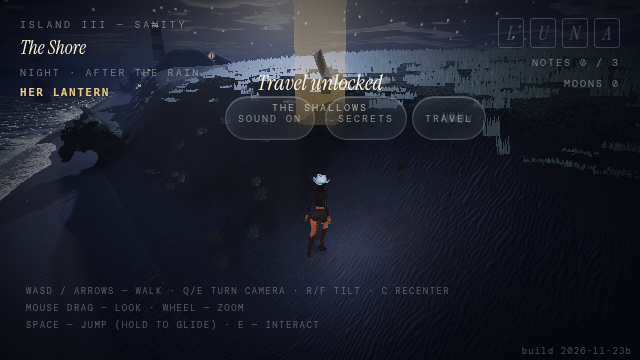 ISLAND III — SANITY
The Shore
NIGHT · AFTER THE RAIN
HER LANTERN
L U N A
NOTES 0 / 3
MOONS 0
Travel unlocked
THE SHALLOWS
SOUND ON
SECRETS
TRAVEL
WASD / ARROWS — WALK · Q/E TURN CAMERA · R/F TILT · C RECENTER
MOUSE DRAG — LOOK · WHEEL — ZOOM
SPACE — JUMP (HOLD TO GLIDE) · E — INTERACT
build 2026-11-23b